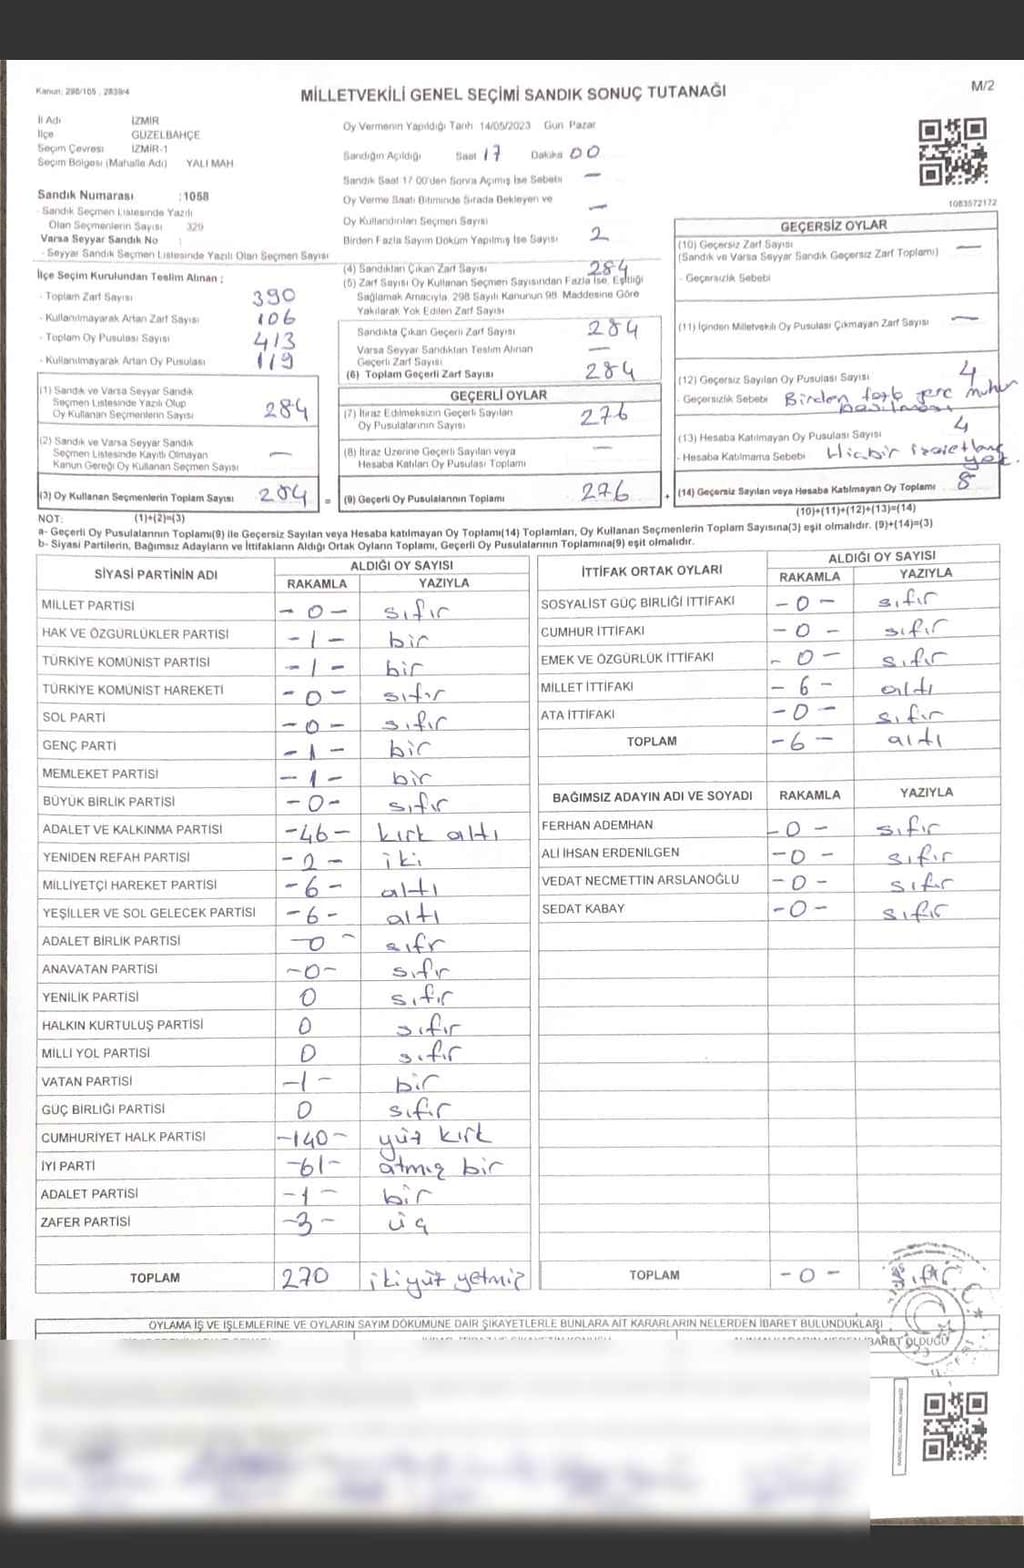 Kanun: 298/105 , 2839/4
MİLLETVEKİLİ GENEL SEÇİMİ SANDIK SONUÇ TUTANAĞI
M/2
İl Adı İZMİR
İlçe GÜZELBAHÇE
Seçim Çevresi İZMİR-1
Seçim Bölgesi (Mahalle Adı) YALI MAH
Sandık Numarası :1058
- Sandık Seçmen Listesinde Yazılı
Olan Seçmenlerin Sayısı 329
Varsa Seyyar Sandık No :
- Seyyar Sandık Seçmen Listesinde Yazılı Olan Seçmen Sayısı
Oy Vermenin Yapıldığı Tarih 14/05/2023 Gün Pazar
Sandığın Açıldığı Saat 17 Dakika 00
Sandık Saat 17.00'den Sonra Açımış İse Sebebi —
Oy Verme Saati Bitiminde Sırada Bekleyen ve
Oy Kullandırılan Seçmen Sayısı —
Birden Fazla Sayım Döküm Yapılmış İse Sayısı 2
1083572172
İlçe Seçim Kurulundan Teslim Alınan ;
- Toplam Zarf Sayısı 390
- Kullanılmayarak Artan Zarf Sayısı 106
- Toplam Oy Pusulası Sayısı 413
- Kullanılmayarak Artan Oy Pusulası 119
(1) Sandık ve Varsa Seyyar Sandık
Seçmen Listesinde Yazılı Olup
Oy Kullanan Seçmenlerin Sayısı 284
(2) Sandık ve Varsa Seyyar Sandık
Seçmen Listesinde Kayıtlı Olmayan
Kanun Gereği Oy Kullanan Seçmen Sayısı —
(3) Oy Kullanan Seçmenlerin Toplam Sayısı 284 =
(1)+(2)=(3)
(4) Sandıktan Çıkan Zarf Sayısı 284
(5) Zarf Sayısı Oy Kullanan Seçmen Sayısından Fazla İse, Eşitliği
Sağlamak Amacıyla, 298 Sayılı Kanunun 98. Maddesine Göre
Yakılarak Yok Edilen Zarf Sayısı
Sandıkta Çıkan Geçerli Zarf Sayısı 284
Varsa Seyyar Sandıktan Teslim Alınan
Geçerli Zarf Sayısı —
(6) Toplam Geçerli Zarf Sayısı 284
GEÇERLİ OYLAR
(7) İtiraz Edilmeksizin Geçerli Sayılan
Oy Pusulalarının Sayısı 276
(8) İtiraz Üzerine Geçerli Sayılan veya
Hesaba Katılan Oy Pusulası Toplamı —
(9) Geçerli Oy Pusulalarının Toplamı 276 +
GEÇERSİZ OYLAR
(10) Geçersiz Zarf Sayısı
(Sandık ve Varsa Seyyar Sandık Geçersiz Zarf Toplamı) —
- Geçersizlik Sebebi
(11) İçinden Milletvekili Oy Pusulası Çıkmayan Zarf Sayısı —
(12) Geçersiz Sayılan Oy Pusulası Sayısı 4
- Geçersizlik Sebebi Birden fazla yere mühür
basılması
(13) Hesaba Katılmayan Oy Pusulası Sayısı 4
- Hesaba Katılmama Sebebi Hiçbir
yok.
(14) Geçersiz Sayılan veya Hesaba Katılmayan Oy Toplamı 8
(10)+(11)+(12)+(13)=(14)
NOT:
a- Geçerli Oy Pusulalarının Toplamı(9) ile Geçersiz Sayılan veya Hesaba katılmayan Oy Toplamı(14) Toplamları, Oy Kullanan Seçmenlerin Toplam Sayısına(3) eşit olmalıdır. (9)+(14)=(3)
b- Siyasi Partilerin, Bağımsız Adayların ve İttifakların Aldığı Ortak Oyların Toplamı, Geçerli Oy Pusulalarının Toplamına(9) eşit olmalıdır.
SİYASİ PARTİNİN ADI ALDIĞI OY SAYISI
RAKAMLA YAZIYLA
MİLLET PARTİSİ - 0 - sıfır
HAK VE ÖZGÜRLÜKLER PARTİSİ - 1 - bir
TÜRKİYE KOMÜNİST PARTİSİ - 1 - bir
TÜRKİYE KOMÜNİST HAREKETİ - 0 - sıfır
SOL PARTİ - 0 - sıfır
GENÇ PARTİ - 1 - bir
MEMLEKET PARTİSİ - 1 - bir
BÜYÜK BİRLİK PARTİSİ - 0 - sıfır
ADALET VE KALKINMA PARTİSİ -46- kırk altı
YENİDEN REFAH PARTİSİ - 2 - iki
MİLLİYETÇİ HAREKET PARTİSİ - 6 - altı
YEŞİLLER VE SOL GELECEK PARTİSİ - 6 - altı
ADALET BİRLİK PARTİSİ - 0 - sıfr
ANAVATAN PARTİSİ - 0 - sıfır
YENİLİK PARTİSİ 0 sıfır
HALKIN KURTULUŞ PARTİSİ 0 sıfır
MİLLİ YOL PARTİSİ 0 sıfır
VATAN PARTİSİ - 1 - bir
GÜÇ BİRLİĞİ PARTİSİ 0 sıfır
CUMHURİYET HALK PARTİSİ -140- yüz kırk
İYİ PARTİ -61- atmış bir
ADALET PARTİSİ - 1 - bir
ZAFER PARTİSİ - 3 - üç
TOPLAM 270 ikiyüz yetmiş
İTTİFAK ORTAK OYLARI ALDIĞI OY SAYISI
RAKAMLA YAZIYLA
SOSYALİST GÜÇ BİRLİĞİ İTTİFAKI - 0 - sıfır
CUMHUR İTTİFAKI - 0 - sıfır
EMEK VE ÖZGÜRLÜK İTTİFAKI - 0 - sıfır
MİLLET İTTİFAKI - 6 - altı
ATA İTTİFAKI - 0 - sıfır
TOPLAM - 6 - altı
BAĞIMSIZ ADAYIN ADI VE SOYADI RAKAMLA YAZIYLA
FERHAN ADEMHAN - 0 - sıfır
ALİ İHSAN ERDENİLGEN - 0 - sıfır
VEDAT NECMETTİN ARSLANOĞLU - 0 - sıfır
SEDAT KABAY - 0 - sıfır
TOPLAM - 0 - sıfır
OYLAMA İŞ VE İŞLEMLERİNE VE OYLARIN SAYIM DÖKÜMÜNE DAİR ŞİKAYETLERLE BUNLARA AİT KARARLARIN NELERDEN İBARET BULUNDUKLARI